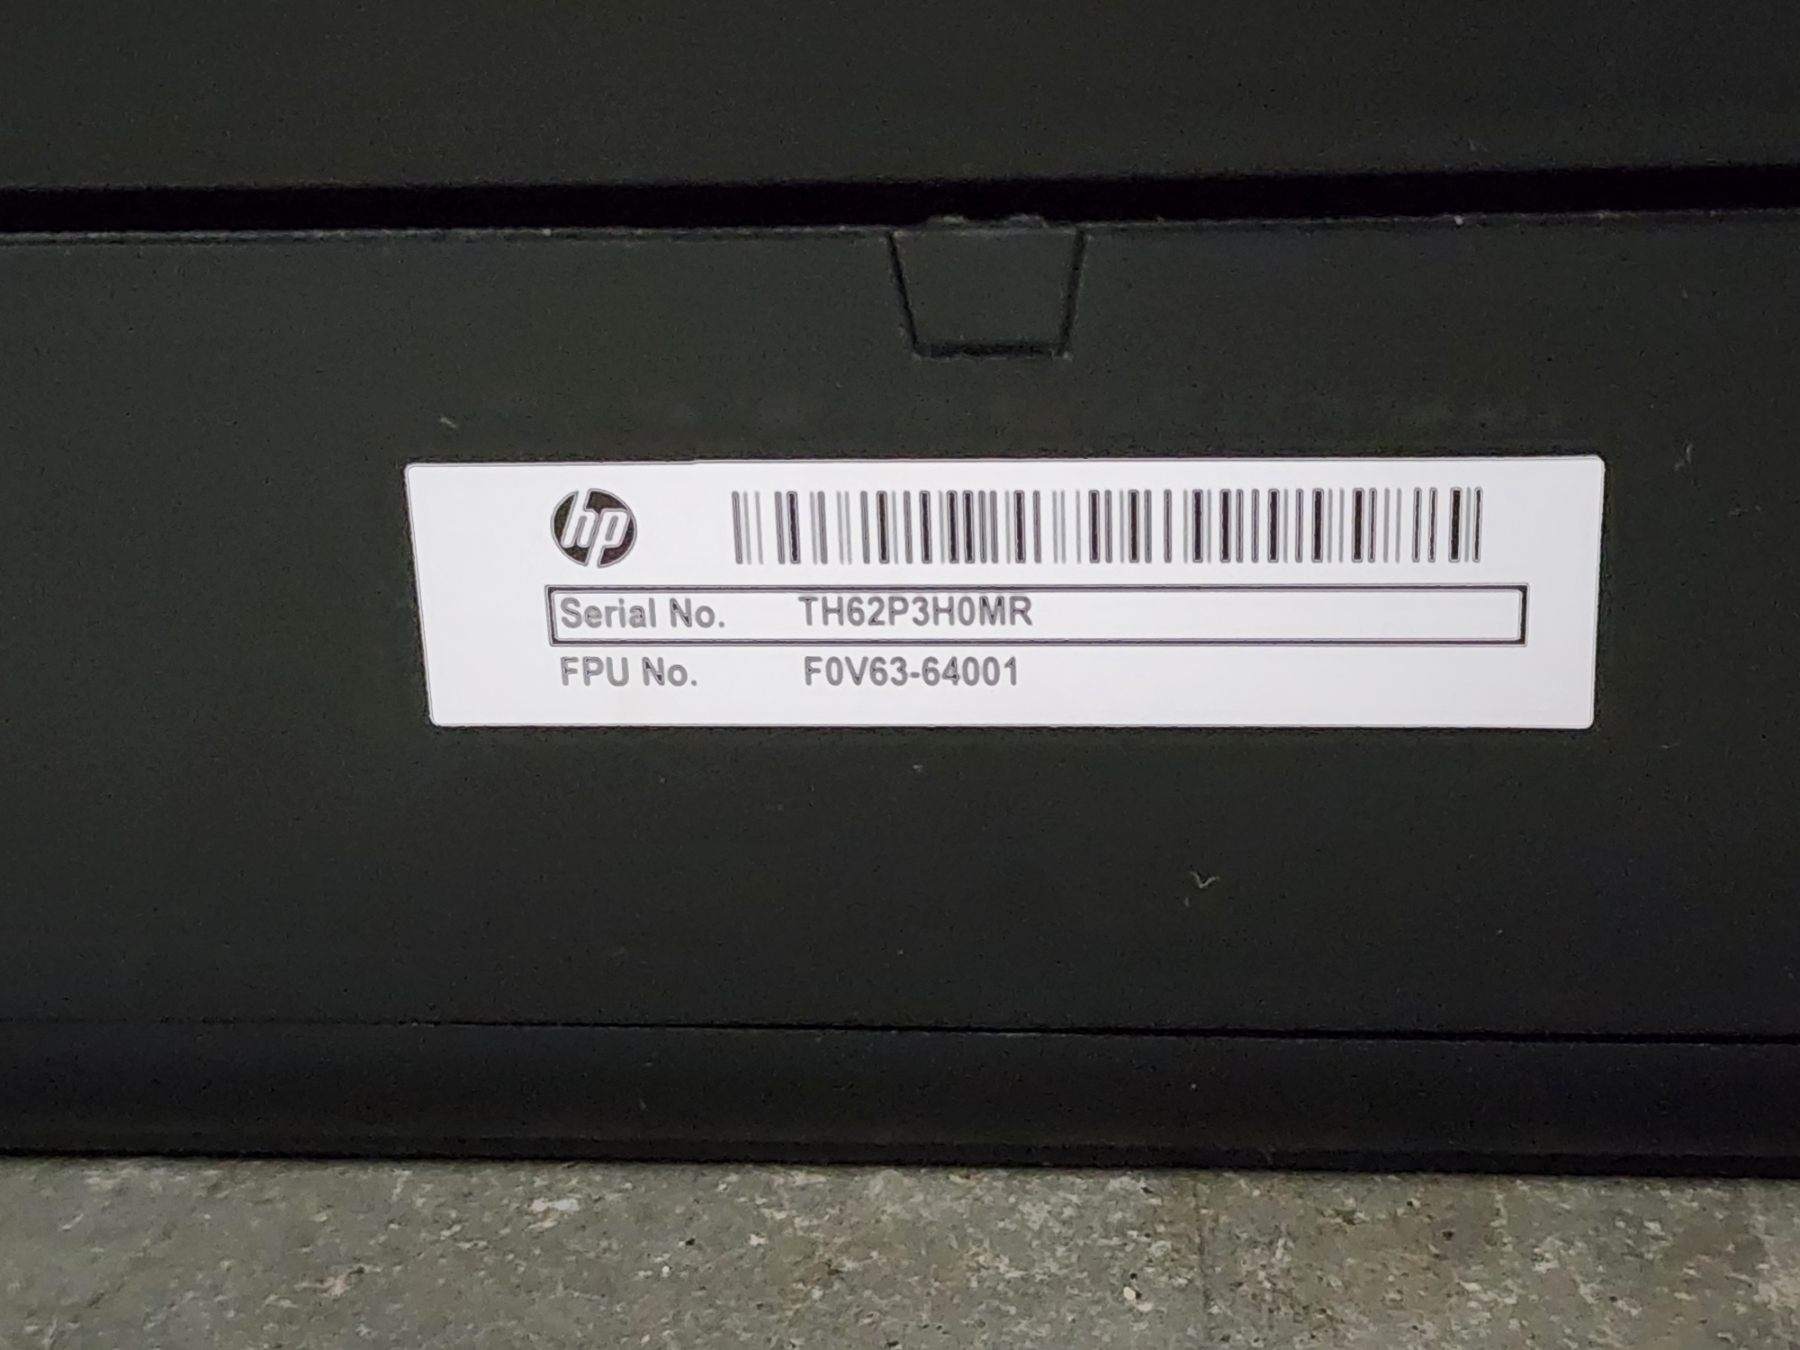 hp
Serial No. TH62P3H0MR
FPU No. F0V63-64001